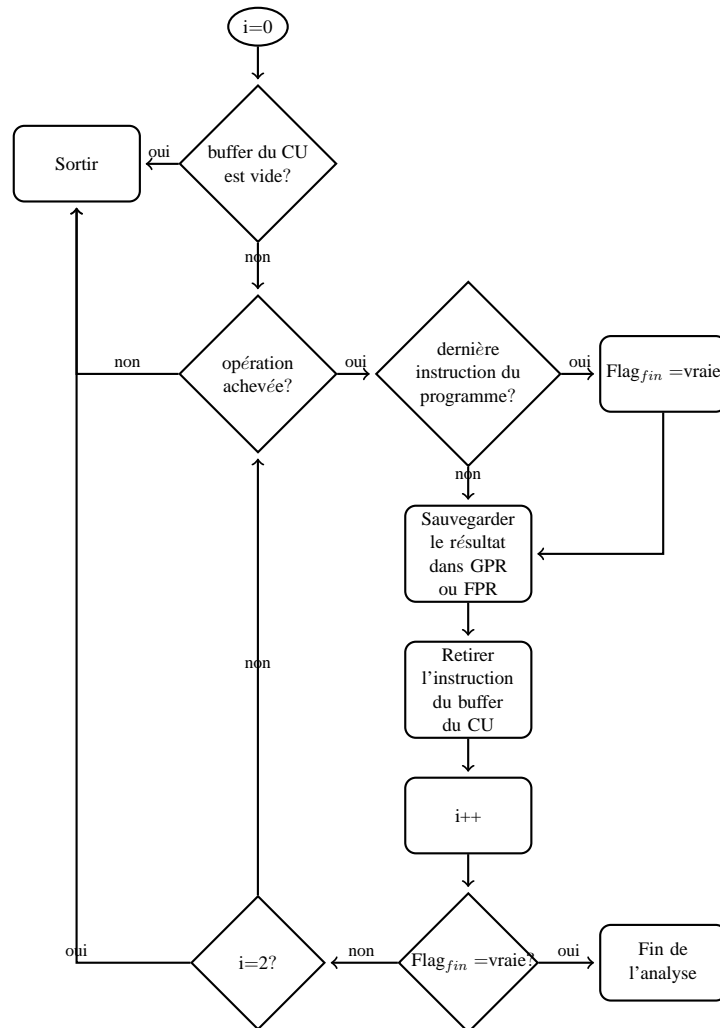 i=0
buffer du CU
est vide?
oui
Sortir
non
opération
achevée?
non
oui
dernière
instruction du
programme?
oui
Flag_fin =vraie
non
Sauvegarder
le résultat
dans GPR
ou FPR
Retirer
l'instruction
du buffer
du CU
non
i++
Flag_fin =vraie?
oui
Fin de
l'analyse
non
i=2?
oui